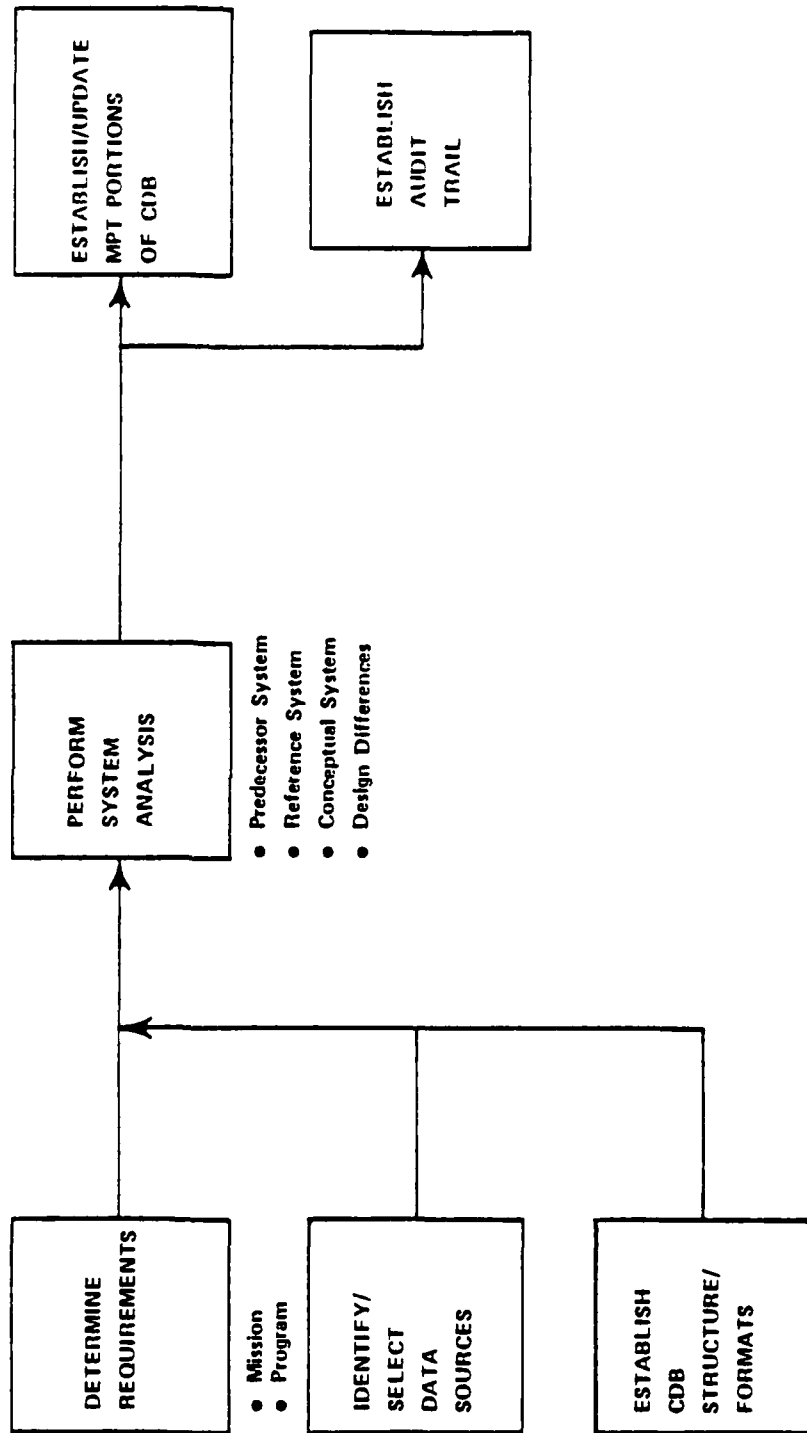 DETERMINE
REQUIREMENTS
● Mission
● Program
IDENTIFY/
SELECT
DATA
SOURCES
ESTABLISH
CDB
STRUCTURE/
FORMATS
PERFORM
SYSTEM
ANALYSIS
● Predecessor System
● Reference System
● Conceptual System
● Design Differences
ESTABLISH/UPDATE
MPT PORTIONS
OF CDB
ESTABLISH
AUDIT
TRAIL